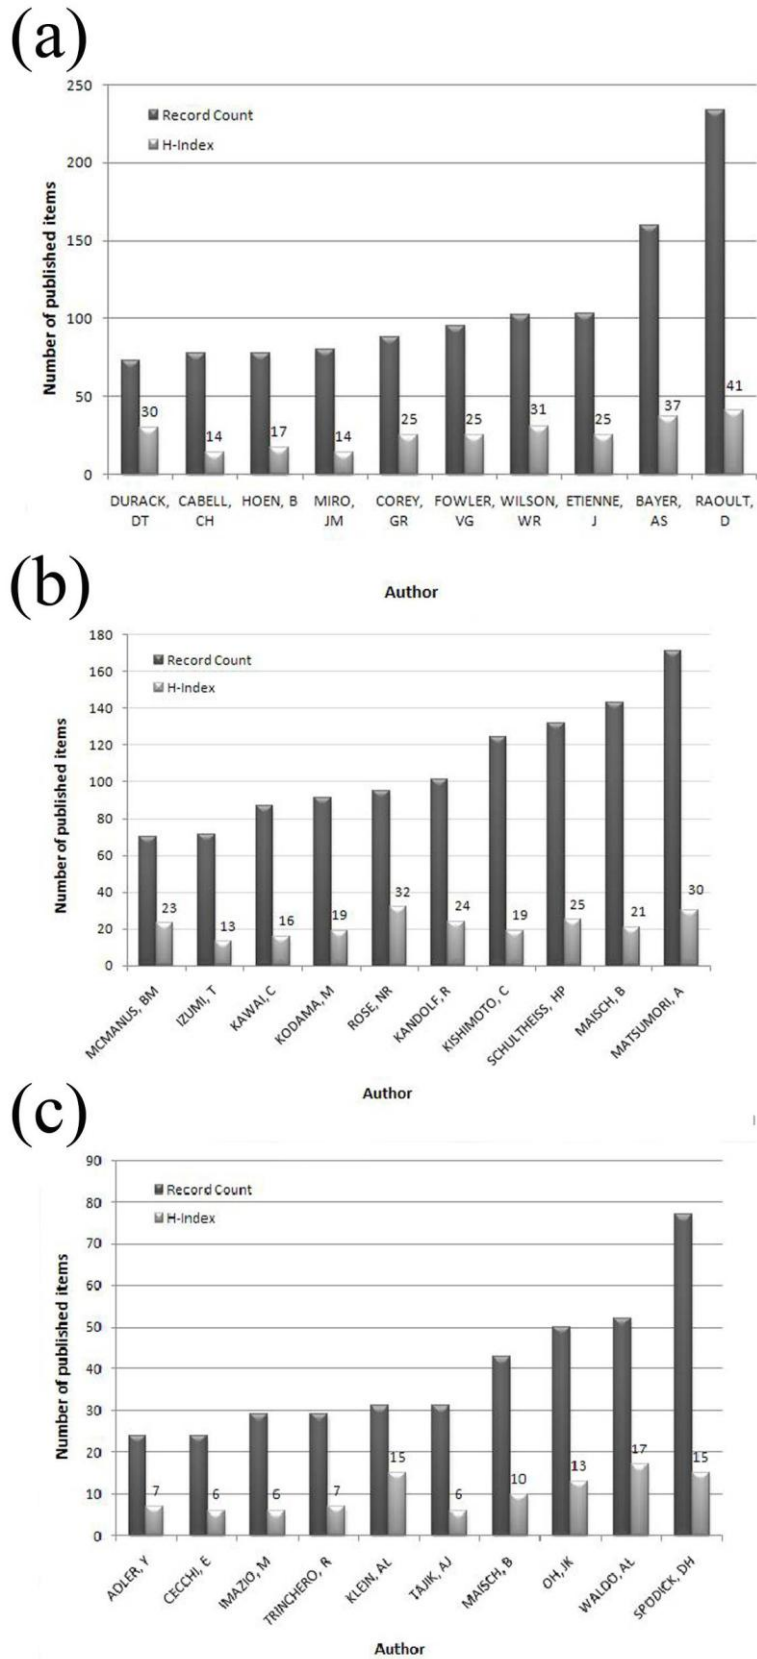 (a)
250
Record Count
200
H-Index
150
Number of published items
100
50
0
30 14 17 14 25 25 31 25 37 41
DURACK, CABELL, HOEN, B MIRO, COREY, FOWLER, WILSON, ETIENNE, BAYER, RAOULT,
DT CH JM GR VG WR J AS D
Author
(b)
180
Record Count
160
H-Index
140
120
100
Number of published items
80
60
40
20
0
23 13 16 19 32 24 19 25 21 30
MCMANUS, BM
IZUMI, T
KAWAI, C
KODAMA, M
ROSE, NR
KANDOLF, R
KISHIMOTO, C
SCHULTHEISS, HP
MAISCH, B
MATSUMORI, A
Author
(c)
90
Record Count
80
H-Index
70
60
50
Number of published items
40
30
20
10
0
7 6 6 7 15 6 10 13 17 15
ADLER, Y
CECCHI, E
IMAZIO, M
TRINCHERO, R
KLEIN, AL
TAJIK, AJ
MAISCH, B
OH, JK
WALDO, AL
SPODICK, DH
Author